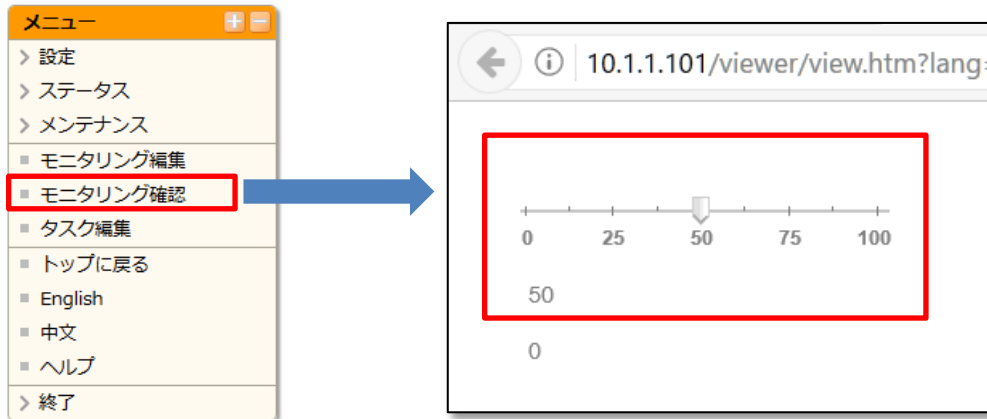 メニュー
設定
ステータス
メンテナンス
モニタリング編集
モニタリング確認
タスク編集
トップに戻る
English
中文
ヘルプ
終了
10.1.1.101/viewer/view.htm?lang=
0 25 50 75 100
50
0